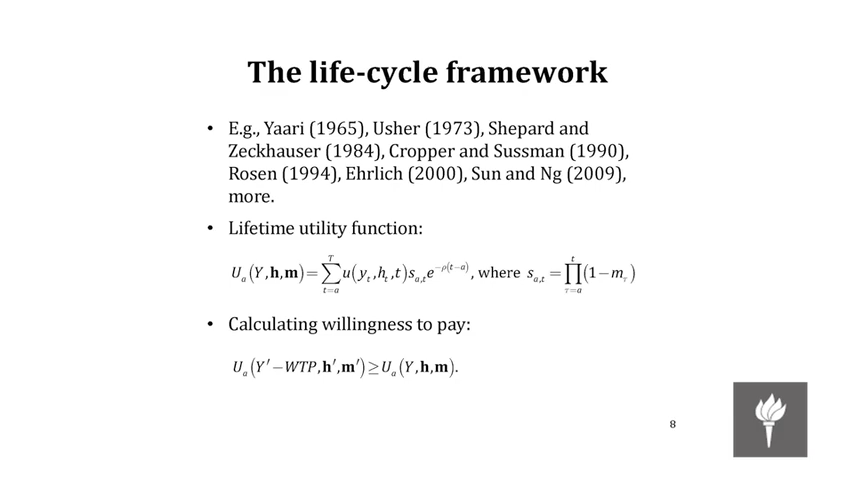 The life-cycle framework
• E.g., Yaari (1965), Usher (1973), Shepard and
Zeckhauser (1984), Cropper and Sussman (1990),
Rosen (1994), Ehrlich (2000), Sun and Ng (2009),
more.
• Lifetime utility function:
U_a(Y,h,m)=∑_{t=a}^{T} u(y_t,h_t,t)s_{a,t}e^{−ρ(t−a)}, where s_{a,t}=∏_{τ=a}^{t}(1−m_τ)
• Calculating willingness to pay:
U_a(Y′−WTP,h′,m′)≥U_a(Y,h,m).
8